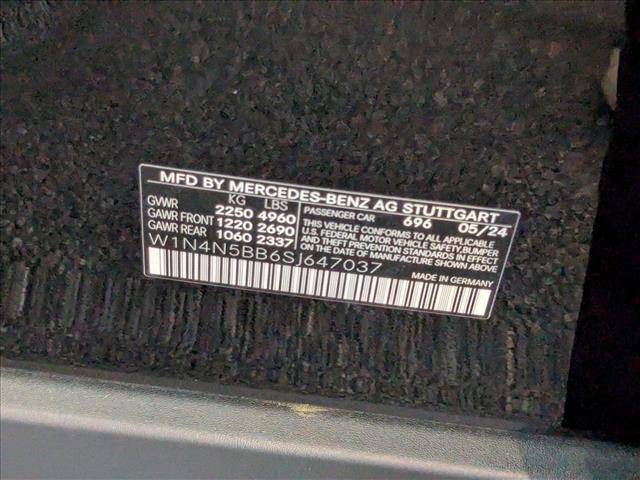 MFD BY MERCEDES-BENZ AG STUTTGART
KG LBS
GVWR 2250 4960
GAWR FRONT 1220 2690
GAWR REAR 1060 2337
PASSENGER CAR 696 05/24
THIS VEHICLE CONFORMS TO ALL APPLICABLE
U.S. FEDERAL MOTOR VEHICLE SAFETY,BUMPER
AND THEFT PREVENTION STANDARDS IN EFFECT
ON THE DATE OF MANUFACTURE SHOWN ABOVE
W1N4N5BB6SJ647037
MADE IN GERMANY